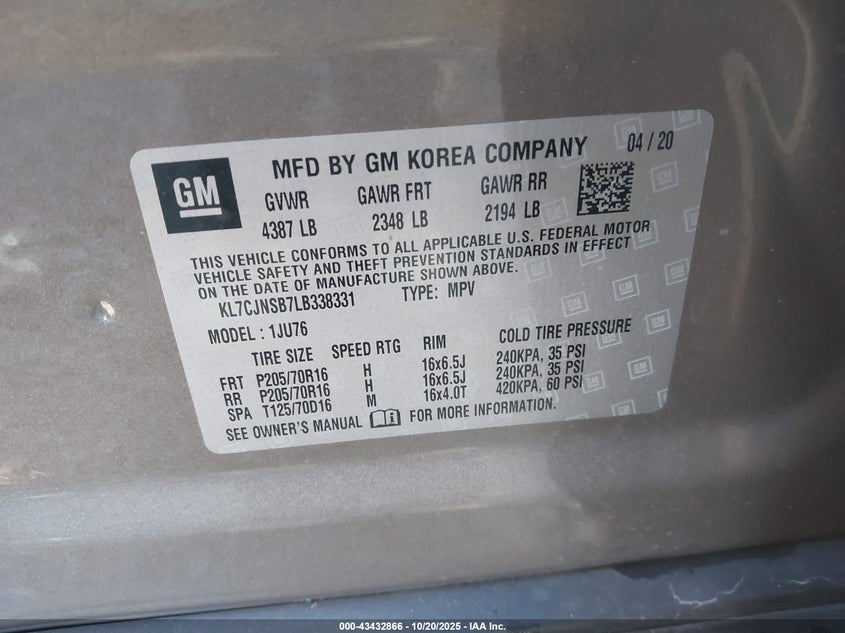 GM
MFD BY GM KOREA COMPANY 04 / 20
GVWR GAWR FRT GAWR RR
4387 LB 2348 LB 2194 LB
THIS VEHICLE CONFORMS TO ALL APPLICABLE U.S. FEDERAL MOTOR
VEHICLE SAFETY AND THEFT PREVENTION STANDARDS IN EFFECT
ON THE DATE OF MANUFACTURE SHOWN ABOVE.
KL7CJNSB7LB338331 TYPE: MPV
MODEL : 1JU76
TIRE SIZE SPEED RTG RIM COLD TIRE PRESSURE
FRT P205/70R16 H 16x6.5J 240KPA, 35 PSI
RR P205/70R16 H 16x6.5J 240KPA, 35 PSI
SPA T125/70D16 M 16x4.0T 420KPA, 60 PSI
SEE OWNER'S MANUAL FOR MORE INFORMATION.
000-43432866 - 10/20/2025 - IAA Inc.